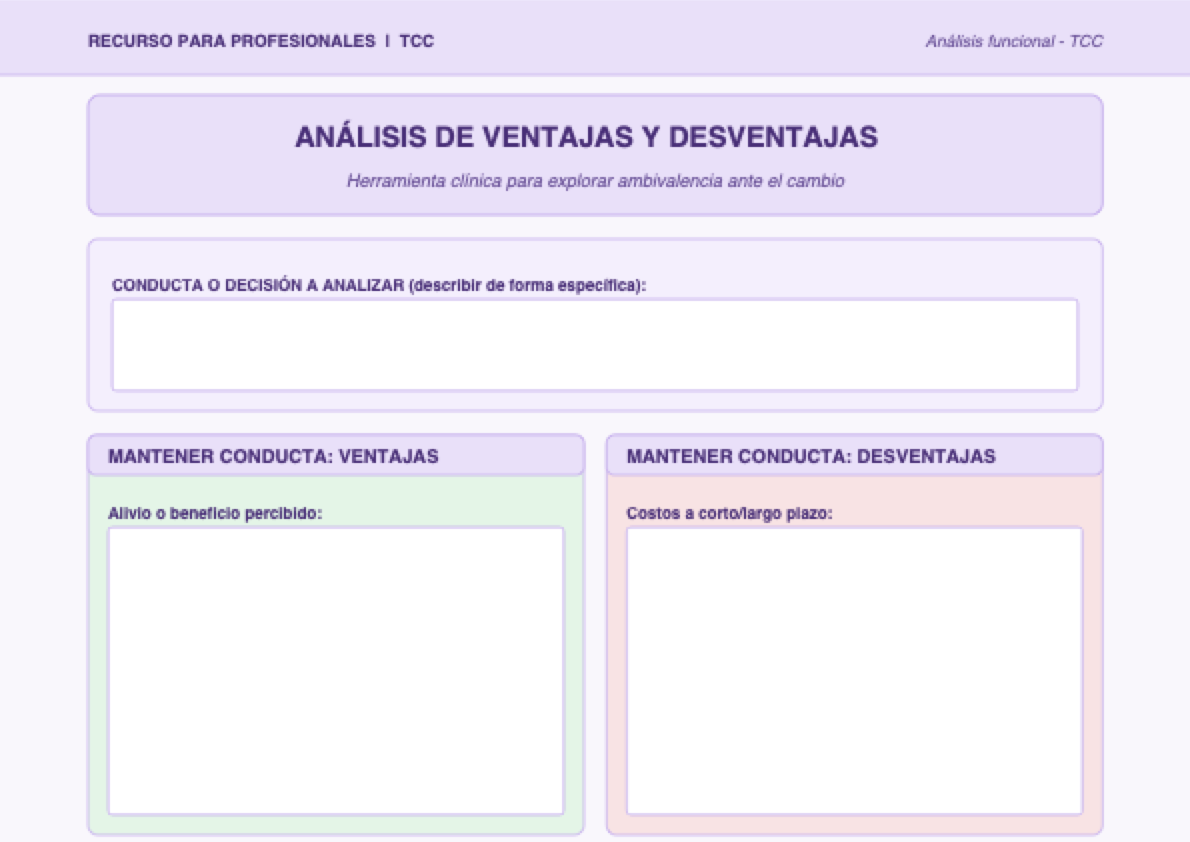 RECURSO PARA PROFESIONALES | TCC
Análisis funcional - TCC
ANÁLISIS DE VENTAJAS Y DESVENTAJAS
Herramienta clínica para explorar ambivalencia ante el cambio
CONDUCTA O DECISIÓN A ANALIZAR (describir de forma específica):
MANTENER CONDUCTA: VENTAJAS
MANTENER CONDUCTA: DESVENTAJAS
Alivio o beneficio percibido:
Costos a corto/largo plazo: